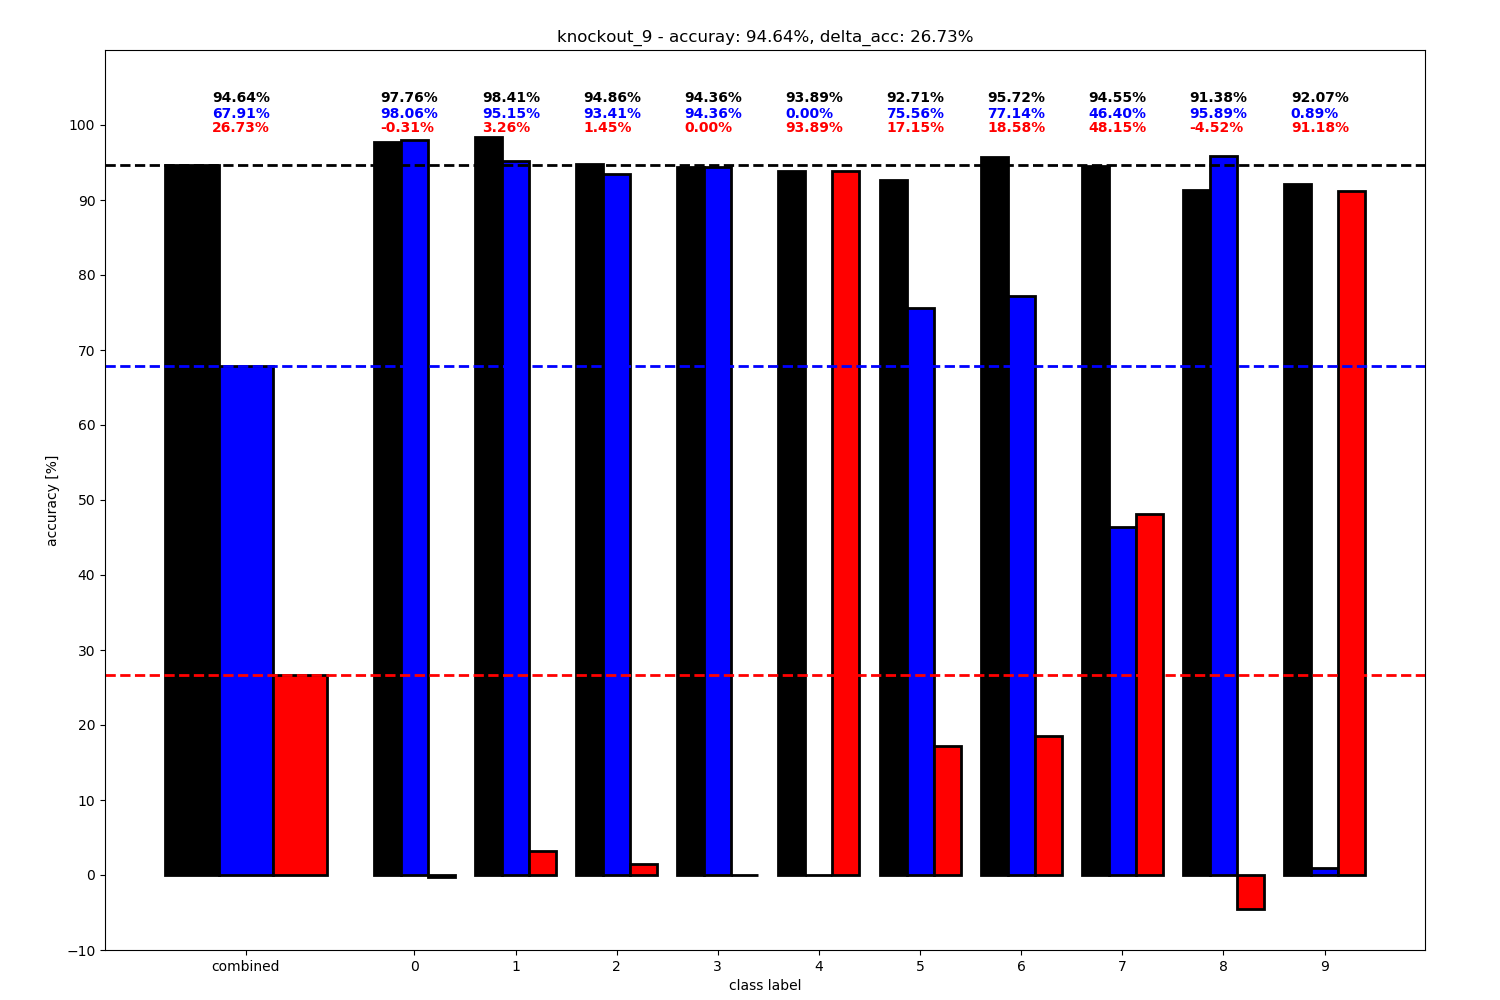 knockout_9 - accuray: 94.64%, delta_acc: 26.73%
94.64% 97.76% 98.41% 94.86% 94.36% 93.89% 92.71% 95.72% 94.55% 91.38% 92.07%
67.91% 98.06% 95.15% 93.41% 94.36% 0.00% 75.56% 77.14% 46.40% 95.89% 0.89%
26.73% -0.31% 3.26% 1.45% 0.00% 93.89% 17.15% 18.58% 48.15% -4.52% 91.18%
100
90
80
70
60
50
40
30
20
10
0
−10
accuracy [%]
combined 0 1 2 3 4 5 6 7 8 9
class label